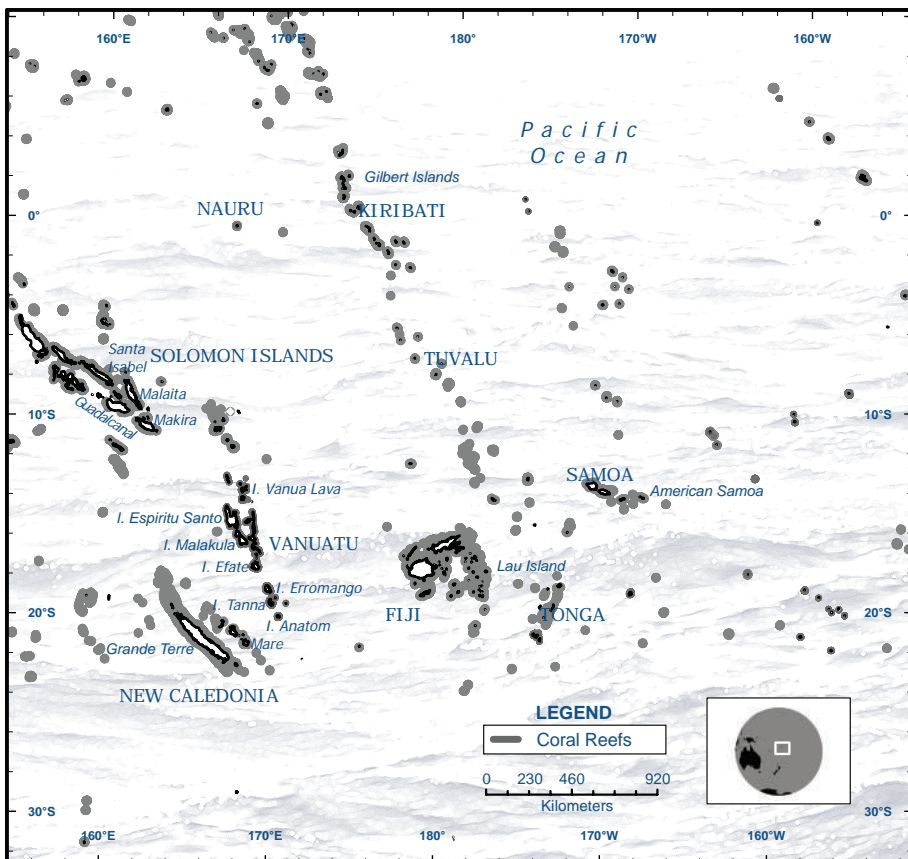 160°E
170°E
180°
170°W
160°W
Pacific
Ocean
Gilbert Islands
NAURU
KIRIBATI
0°
0°
Santa
Isabel
SOLOMON ISLANDS
TUVALU
Malaita
Guadalcanal
Makira
10°S
10°S
SAMOA
American Samoa
I. Vanua Lava
I. Espiritu Santo
I. Malakula
VANUATU
I. Efate
Lau Island
I. Erromango
I. Tanna
FIJI
TONGA
20°S
20°S
I. Anatom
Grande Terre
Mare
NEW CALEDONIA
LEGEND
Coral Reefs
0 230 460 920
Kilometers
30°S
30°S
160°E
170°E
180°
170°W
160°W